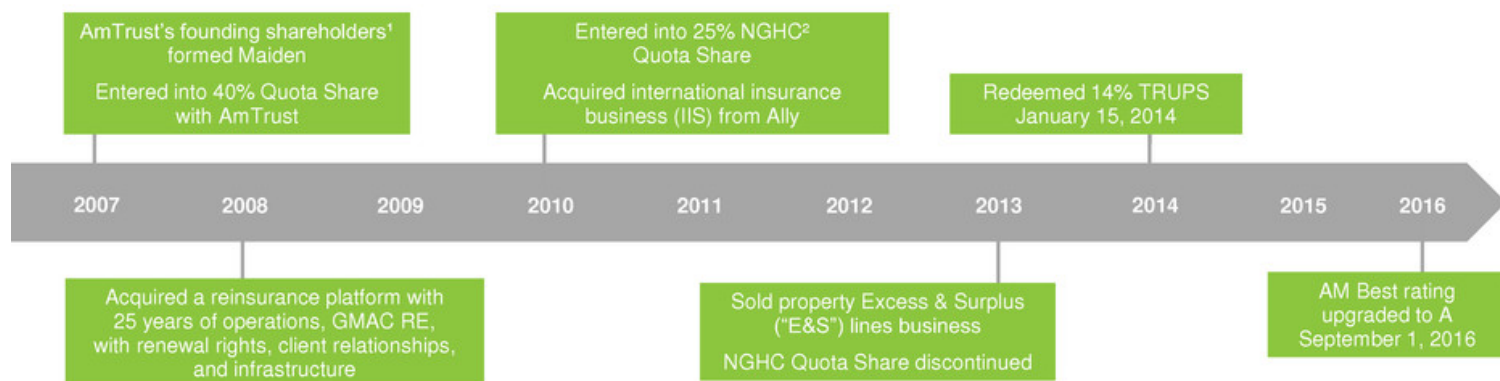 AmTrust's founding shareholders¹
formed Maiden
Entered into 40% Quota Share
with AmTrust
Entered into 25% NGHC²
Quota Share
Acquired international insurance
business (IIS) from Ally
Redeemed 14% TRUPS
January 15, 2014
2007 2008 2009 2010 2011 2012 2013 2014 2015 2016
Acquired a reinsurance platform with
25 years of operations, GMAC RE,
with renewal rights, client relationships,
and infrastructure
Sold property Excess & Surplus
("E&S") lines business
NGHC Quota Share discontinued
AM Best rating
upgraded to A
September 1, 2016